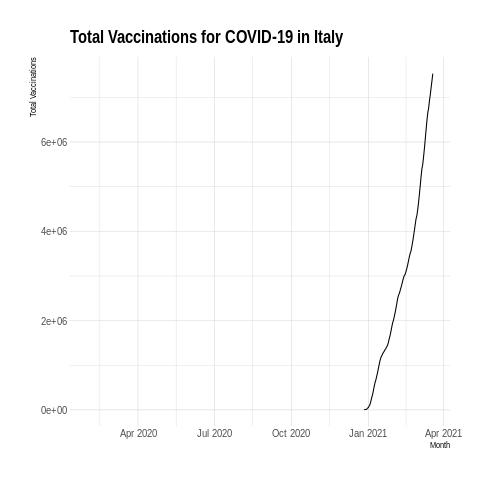 Total Vaccinations for COVID-19 in Italy
Total Vaccinations
6e+06
4e+06
2e+06
0e+00
Apr 2020 Jul 2020 Oct 2020 Jan 2021 Apr 2021
Month